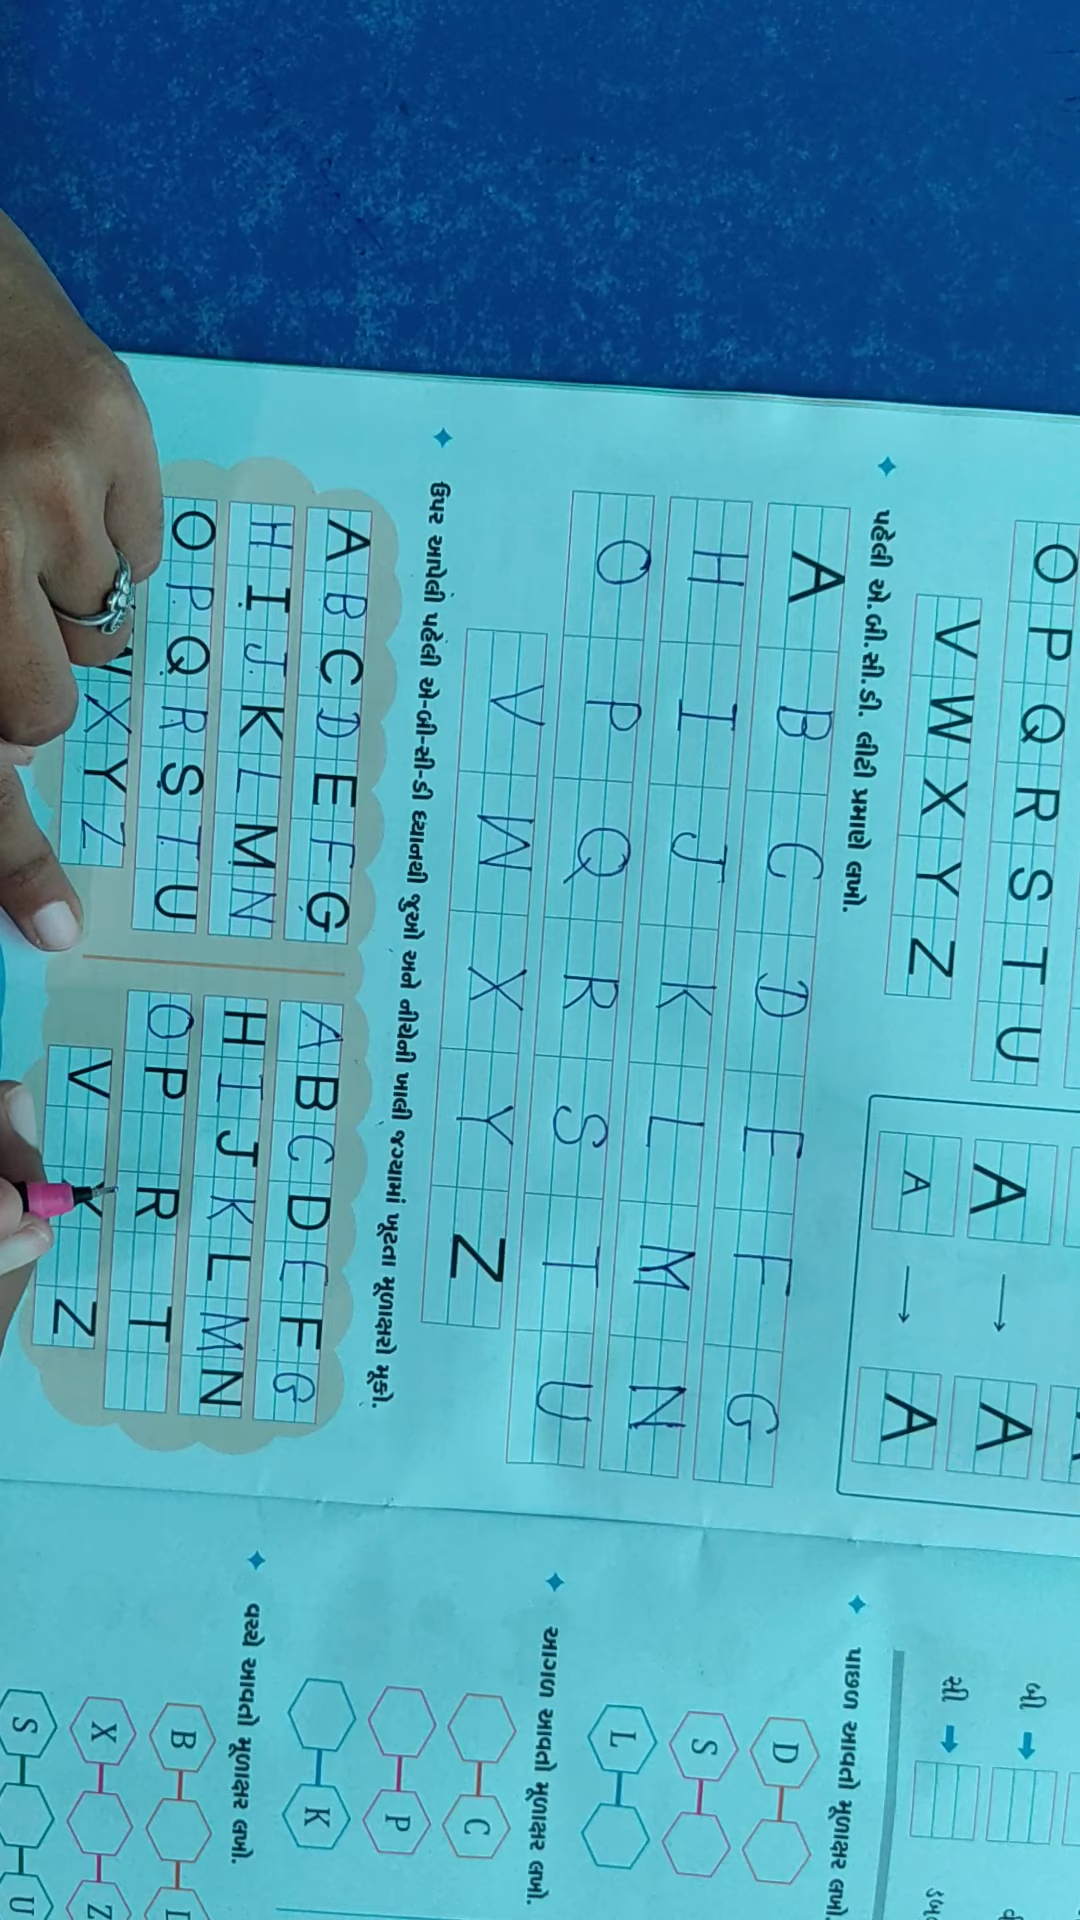 O P Q R S T U
V W X Y Z
A → A
A → A
✦ પહેલી એ.બી.સી.ડી. લીટી પ્રમાણે લખો.
A B C D E F G
H I J K L M N
O P Q R S T U
V W X Y Z
✦ ઉપર આપેલી પહેલી એ-બી-સી-ડી ધ્યાનથી જુઓ અને નીચેની ખાલી જગ્યામાં ખૂટતા મૂળાક્ષરો મૂકો.
A B C D E F G
H I J K L M N
O P Q R S T U
X Y Z
A B C D E F G
H I J K L M N
O P R T
V X Z
બી →
સી →
✦ પાછળ આવતો મૂળાક્ષર લખો.
D
S
L
✦ આગળ આવતો મૂળાક્ષર લખો.
C
P
K
✦ વચ્ચે આવતો મૂળાક્ષર લખો.
B
X Z
S U